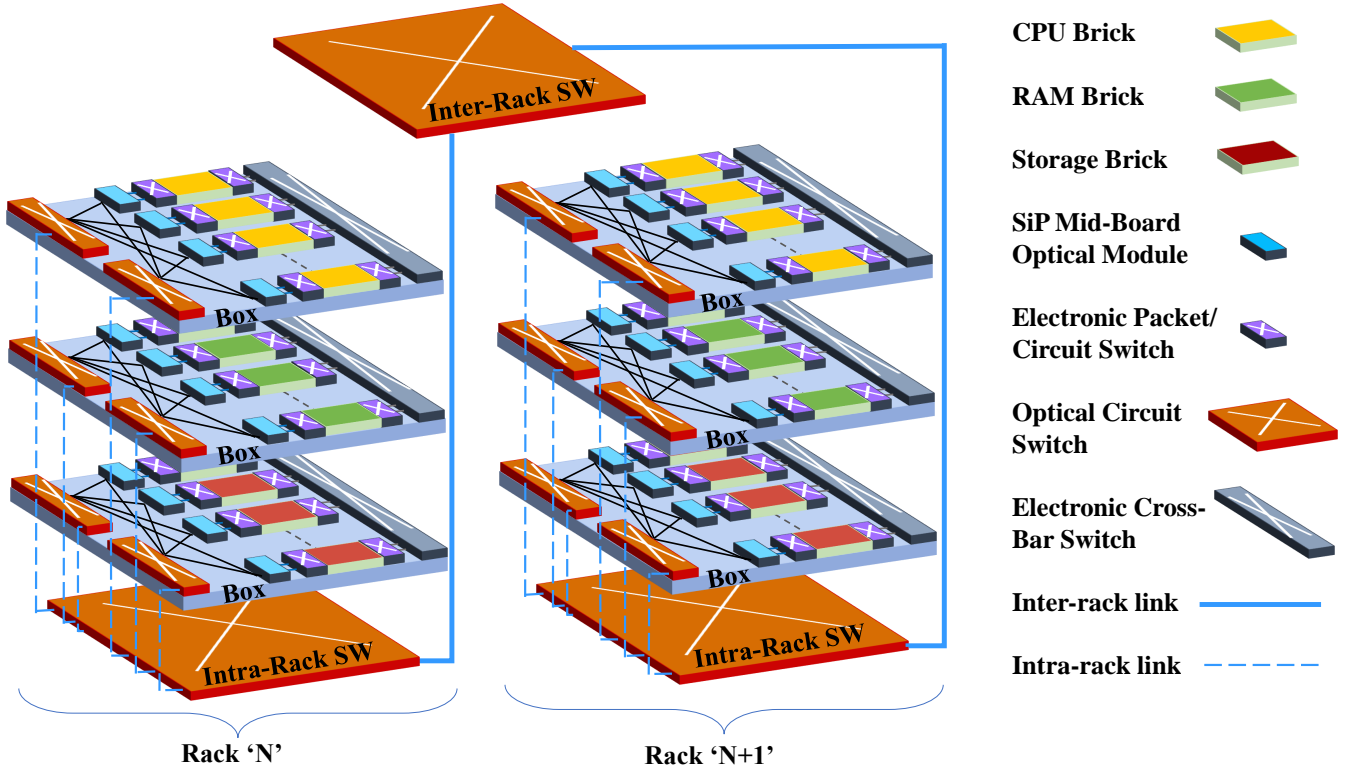 Inter-Rack SW
Box
Box
Box
Intra-Rack SW
Rack ‘N’
Box
Box
Box
Intra-Rack SW
Rack ‘N+1’
CPU Brick
RAM Brick
Storage Brick
SiP Mid-Board
Optical Module
Electronic Packet/
Circuit Switch
Optical Circuit
Switch
Electronic Cross-
Bar Switch
Inter-rack link
Intra-rack link